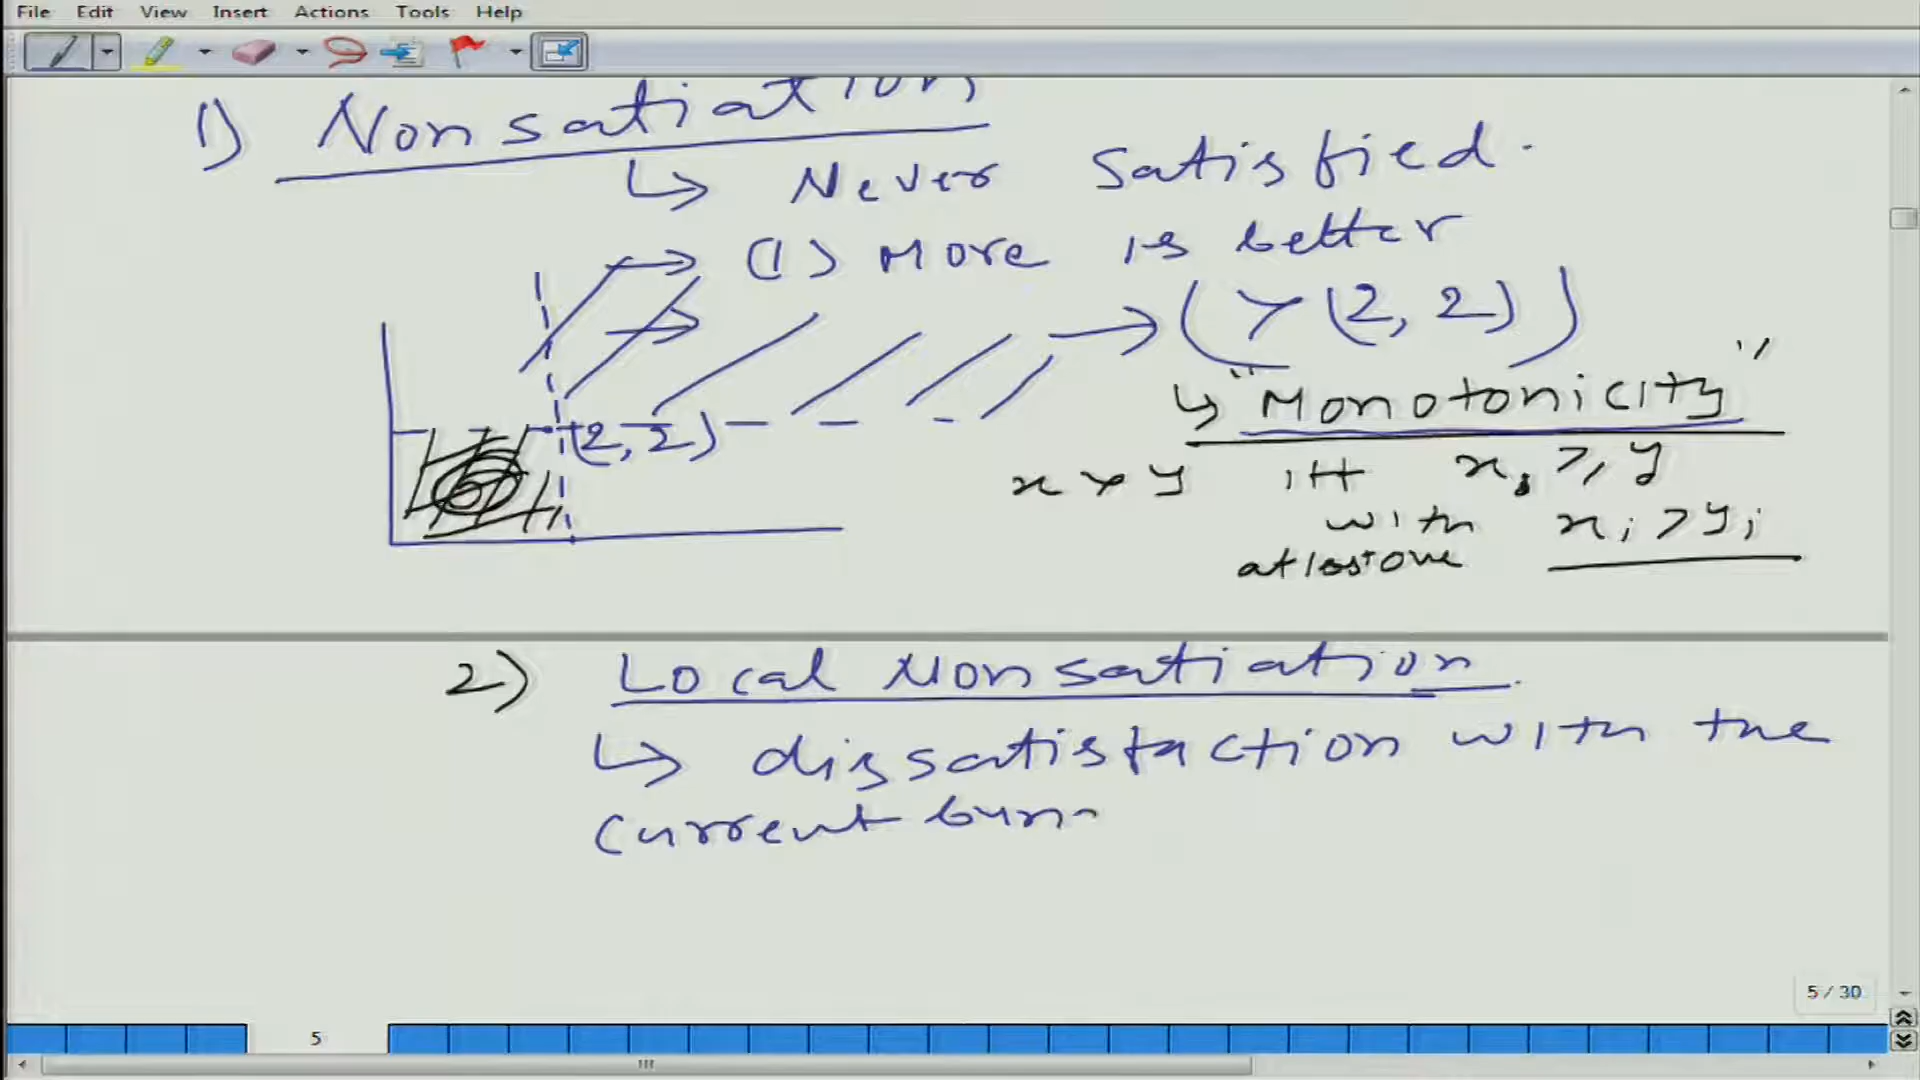 File Edit View Insert Actions Tools Help
1) Nonsatiation
↳ Never satisfied.
→ (1) More is better
→ ( ≻ (2, 2) )
(2, 2)
↳ "Monotonicity"
x ≻ y iff x ≥ y
with x_i > y_i
atleast one
2) Local Nonsatiation.
↳ dissatisfaction with the
current bun
5 / 30
5